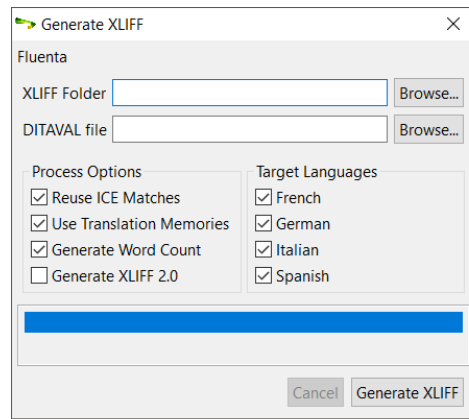 Generate XLIFF
Fluenta
XLIFF Folder
Browse...
DITAVAL file
Browse...
Process Options
Reuse ICE Matches
Use Translation Memories
Generate Word Count
Generate XLIFF 2.0
Target Languages
French
German
Italian
Spanish
Cancel
Generate XLIFF